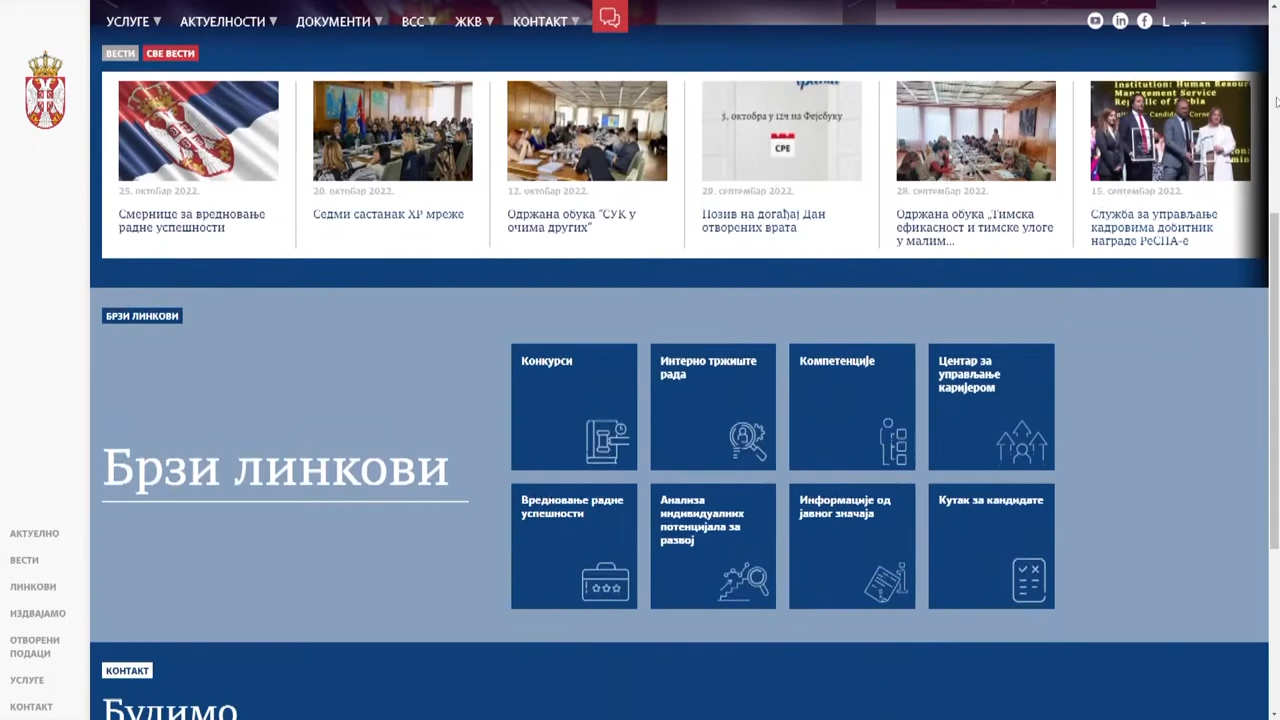 УСЛУГЕ
АКТУЕЛНОСТИ
ДОКУМЕНТИ
ВСС
ЖКВ
КОНТАКТ
L + -
ВЕСТИ
СВЕ ВЕСТИ
5. октобра у 12ч на Фејсбуку
СРЕ
Institution: Human Resource
Management Service
Republic of Serbia
25. октобар 2022.
Смернице за вредновање
радне успешности
20. октобар 2022.
Седми састанак ХР мреже
12. октобар 2022.
Одржана обука “СУК у
очима других”
29. септембар 2022.
Позив на догађај Дан
отворених врата
28. септембар 2022.
Одржана обука „Тимска
ефикасност и тимске улоге
у малим...
15. септембар 2022.
Служба за управљање
кадровима добитник
награде РеСПА-е
БРЗИ ЛИНКОВИ
Брзи линкови
Конкурси
Интерно тржиште
рада
Компетенције
Центар за
управљање
каријером
Вредновање радне
успешности
Анализа
индивидуалних
потенцијала за
развој
Информације од
јавног значаја
Кутак за кандидате
АКТУЕЛНО
ВЕСТИ
ЛИНКОВИ
ИЗДВАЈАМО
ОТВОРЕНИ
ПОДАЦИ
УСЛУГЕ
КОНТАКТ
КОНТАКТ
Будимо